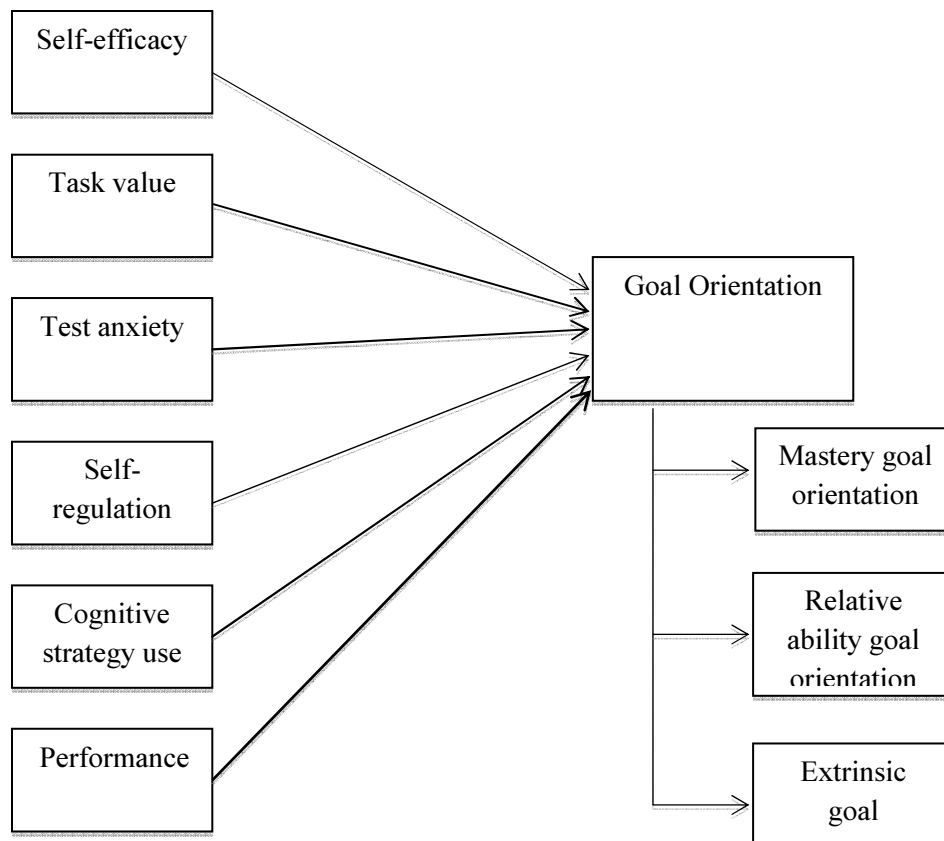 Self-efficacy
Task value
Test anxiety
Self-
regulation
Cognitive
strategy use
Performance
Goal Orientation
Mastery goal
orientation
Relative
ability goal
orientation
Extrinsic
goal